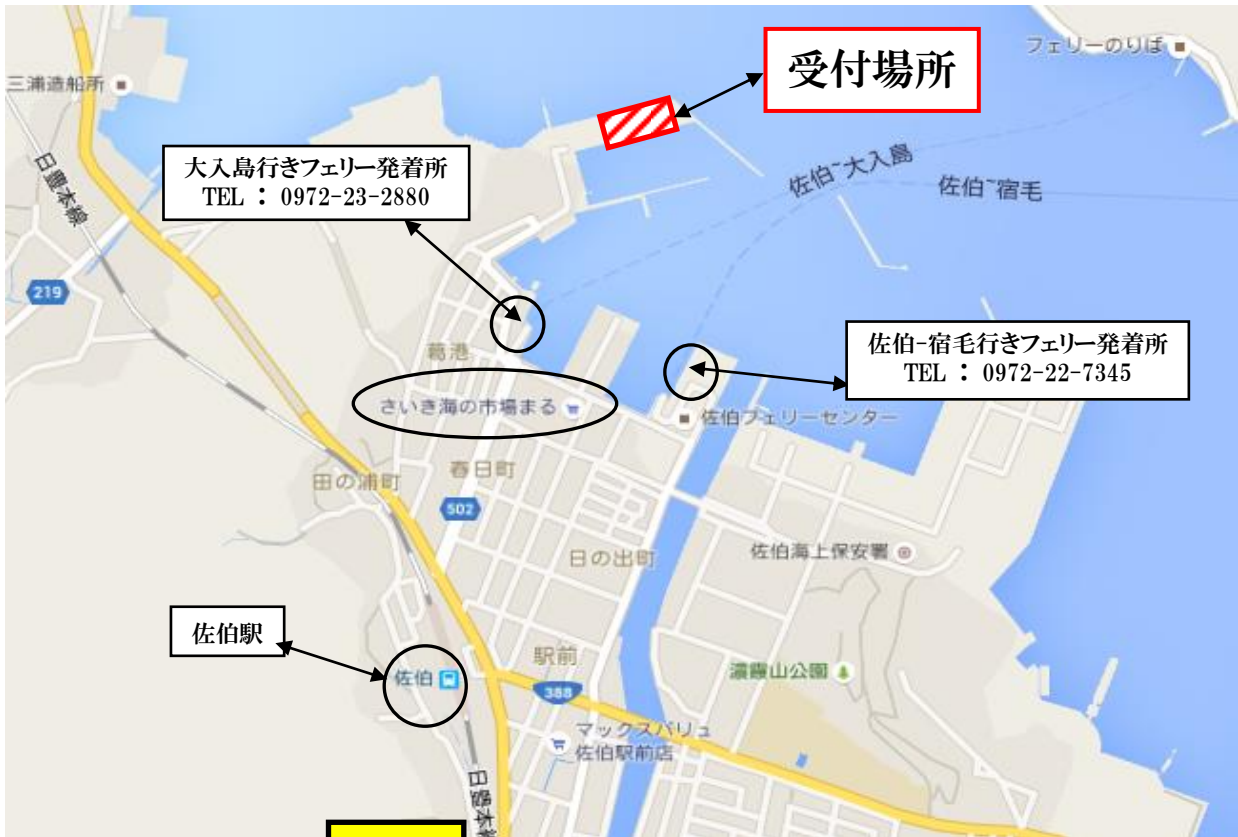 受付場所
フェリーのりば
三浦造船所
日豊本線
大入島行きフェリー発着所
TEL ： 0972-23-2880
佐伯~大入島
佐伯~宿毛
219
葛港
佐伯-宿毛行きフェリー発着所
TEL ： 0972-22-7345
さいき海の市場まる
佐伯フェリーセンター
田の浦町
春日町
502
日の出町
佐伯海上保安署
佐伯駅
佐伯
駅前
388
濃霞山公園
マックスバリュ
佐伯駅前店
日豊本線